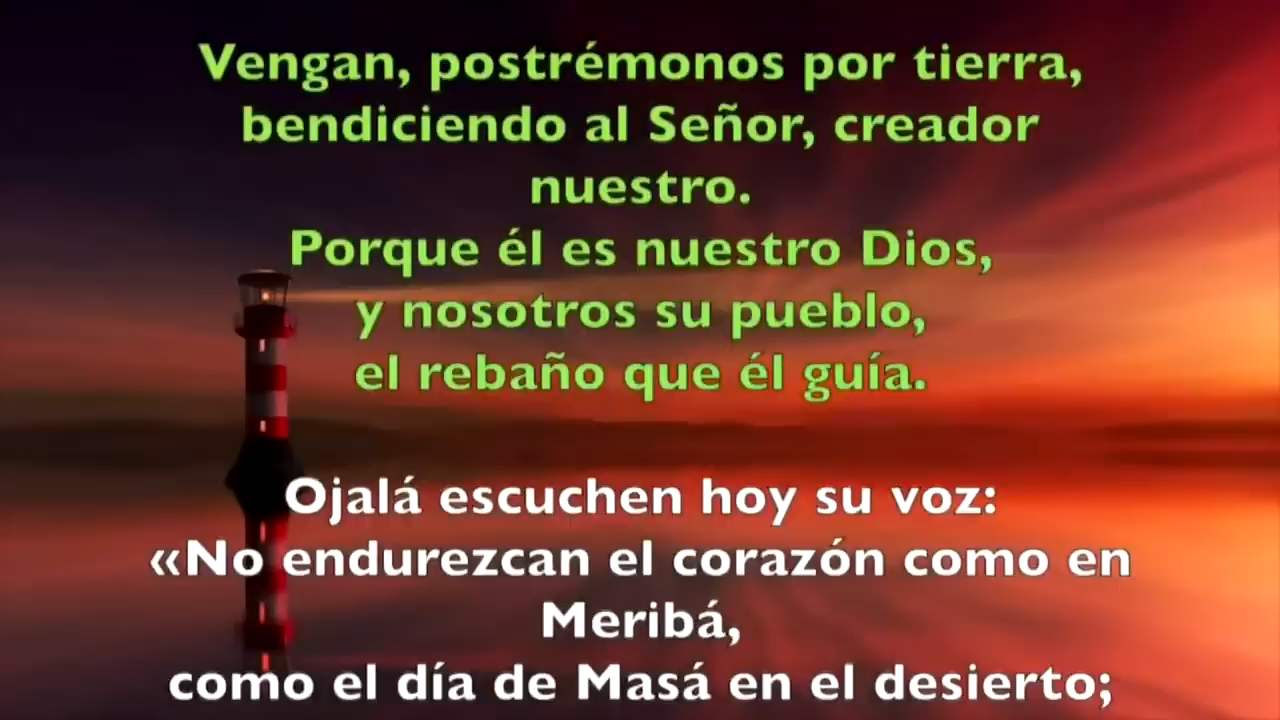 Vengan, postrémonos por tierra,
bendiciendo al Señor, creador
nuestro.
Porque él es nuestro Dios,
y nosotros su pueblo,
el rebaño que él guía.
Ojalá escuchen hoy su voz:
«No endurezcan el corazón como en
Meribá,
como el día de Masá en el desierto;